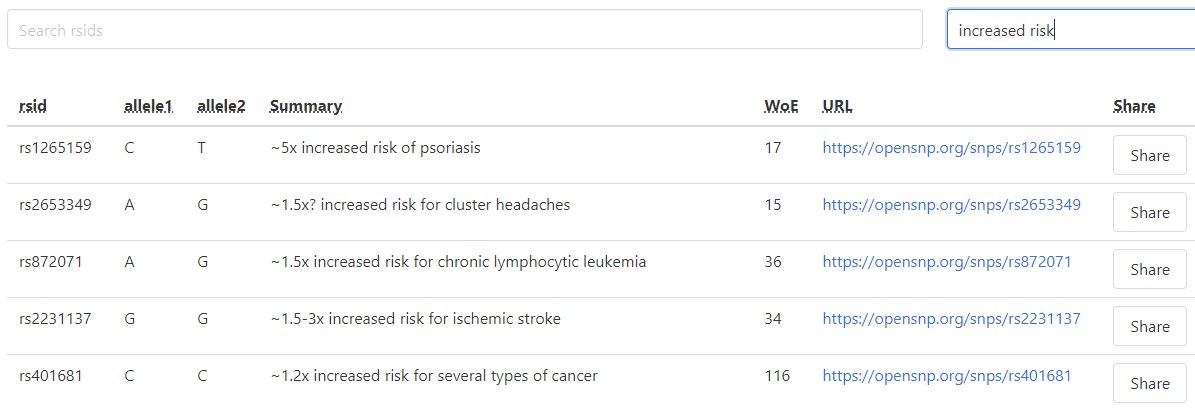 Search rsids increased risk
rsid allele1 allele2 Summary WoE URL Share
rs1265159 C T ~5x increased risk of psoriasis 17 https://opensnp.org/snps/rs1265159 Share
rs2653349 A G ~1.5x? increased risk for cluster headaches 15 https://opensnp.org/snps/rs2653349 Share
rs872071 A G ~1.5x increased risk for chronic lymphocytic leukemia 36 https://opensnp.org/snps/rs872071 Share
rs2231137 G G ~1.5-3x increased risk for ischemic stroke 34 https://opensnp.org/snps/rs2231137 Share
rs401681 C C ~1.2x increased risk for several types of cancer 116 https://opensnp.org/snps/rs401681 Share